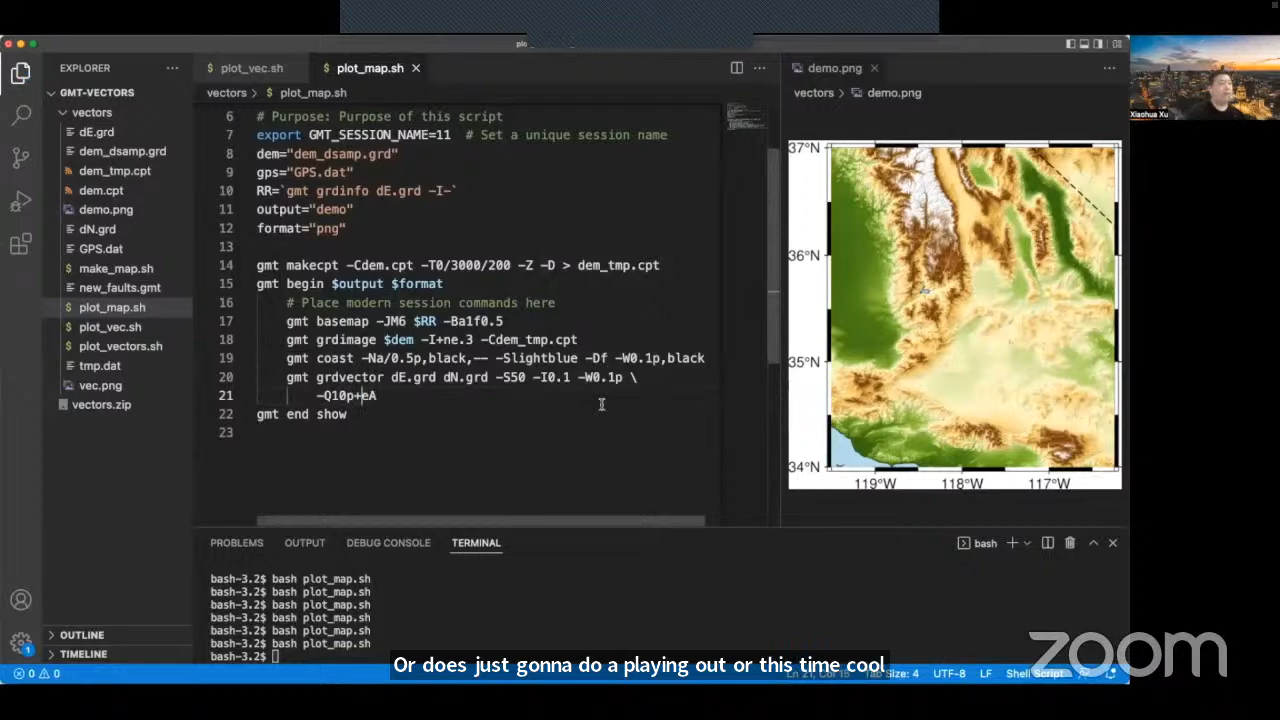 plot_
EXPLORER
GMT-VECTORS
vectors
dE.grd
dem_dsamp.grd
dem_tmp.cpt
dem.cpt
demo.png
dN.grd
GPS.dat
make_map.sh
new_faults.gmt
plot_map.sh
plot_vec.sh
plot_vectors.sh
tmp.dat
vec.png
vectors.zip
OUTLINE
TIMELINE
1
plot_vec.sh
plot_map.sh
vectors > plot_map.sh
6 # Purpose: Purpose of this script
7 export GMT_SESSION_NAME=11 # Set a unique session name
8 dem="dem_dsamp.grd"
9 gps="GPS.dat"
10 RR=`gmt grdinfo dE.grd -I-`
11 output="demo"
12 format="png"
13
14 gmt makecpt -Cdem.cpt -T0/3000/200 -Z -D > dem_tmp.cpt
15 gmt begin $output $format
16 # Place modern session commands here
17 gmt basemap -JM6 $RR -Ba1f0.5
18 gmt grdimage $dem -I+ne.3 -Cdem_tmp.cpt
19 gmt coast -Na/0.5p,black,-- -Slightblue -Df -W0.1p,black
20 gmt grdvector dE.grd dN.grd -S50 -I0.1 -W0.1p \
21 -Q10p+eA
22 gmt end show
23
demo.png
vectors > demo.png
37°N
36°N
35°N
34°N
119°W 118°W 117°W
Xiaohua Xu
PROBLEMS OUTPUT DEBUG CONSOLE TERMINAL
bash
bash-3.2$ bash plot_map.sh
bash-3.2$ bash plot_map.sh
bash-3.2$ bash plot_map.sh
bash-3.2$ bash plot_map.sh
bash-3.2$ bash plot_map.sh
bash-3.2$ bash plot_map.sh
bash-3.2$
Or does just gonna do a playing out or this time cool
0 0
Ln 21, Col 15 Tab Size: 4 UTF-8 LF Shell Script
zoom